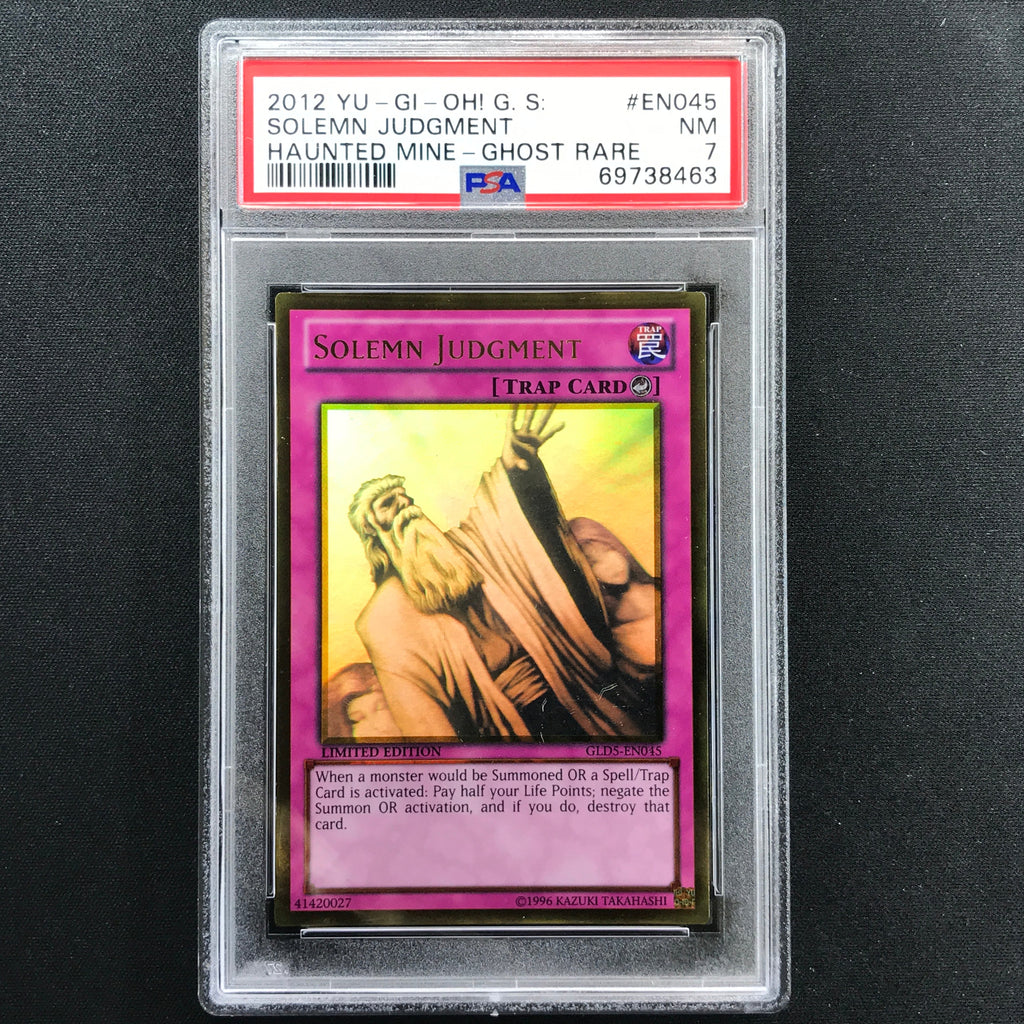 2012 YU-GI-OH! G. S: #EN045
SOLEMN JUDGMENT NM
HAUNTED MINE-GHOST RARE 7
PSA 69738463
SOLEMN JUDGMENT
TRAP
罠
[TRAP CARD]
LIMITED EDITION GLD5-EN045
When a monster would be Summoned OR a Spell/Trap
Card is activated: Pay half your Life Points; negate the
Summon OR activation, and if you do, destroy that
card.
41420027 ©1996 KAZUKI TAKAHASHI